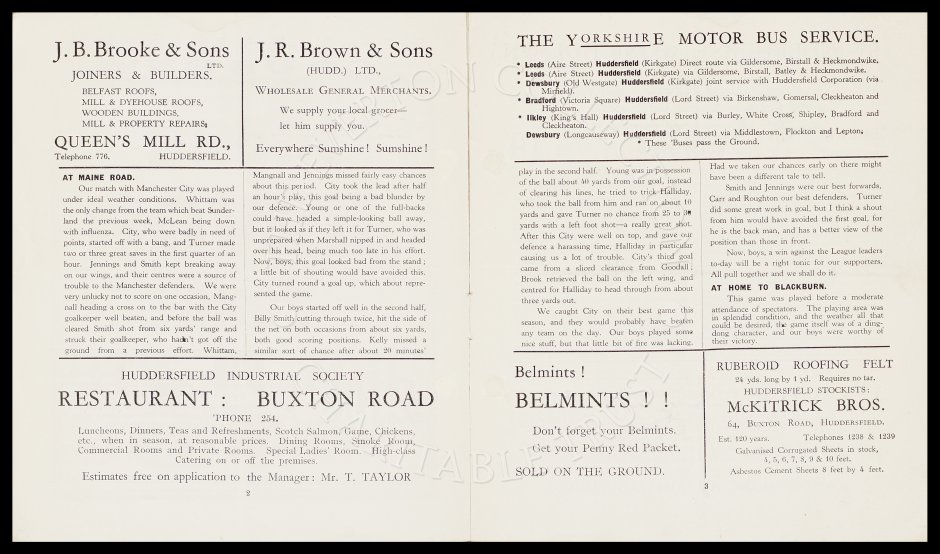 J. B. Brooke & Sons
LTD.
JOINERS & BUILDERS.
BELFAST ROOFS,
MILL & DYEHOUSE ROOFS,
WOODEN BUILDINGS,
MILL & PROPERTY REPAIRS,
QUEEN'S MILL RD.,
Telephone 776. HUDDERSFIELD.
J. R. Brown & Sons
(HUDD.) LTD.,
WHOLESALE GENERAL MERCHANTS.
We supply your local grocer—
let him supply you.
Everywhere Sumshine! Sumshine!
AT MAINE ROAD.
Our match with Manchester City was played
under ideal weather conditions. Whittam was
the only change from the team which beat Sunder-
land the previous week, McLean being down
with influenza. City, who were badly in need of
points, started off with a bang, and Turner made
two or three great saves in the first quarter of an
hour. Jennings and Smith kept breaking away
on our wings, and their centres were a source of
trouble to the Manchester defenders. We were
very unlucky not to score on one occasion, Mang-
nall heading a cross on to the bar with the City
goalkeeper well beaten, and before the ball was
cleared Smith shot from six yards' range and
struck their goalkeeper, who hadn't got off the
ground from a previous effort. Whittam,
Mangnall and Jennings missed fairly easy chances
about this period. City took the lead after half
an hour's play, this goal being a bad blunder by
our defence. Young or one of the full-backs
could have headed a simple-looking ball away,
but it looked as if they left it for Turner, who was
unprepared when Marshall nipped in and headed
over his head, being much too late in his effort.
Now, boys, this goal looked bad from the stand;
a little bit of shouting would have avoided this.
City turned round a goal up, which about repre-
sented the game.
Our boys started off well in the second half,
Billy Smith cutting through twice, hit the side of
the net on both occasions from about six yards,
both good scoring positions. Kelly missed a
similar sort of chance after about 20 minutes'
HUDDERSFIELD INDUSTRIAL SOCIETY
RESTAURANT: BUXTON ROAD
'PHONE 254.
Luncheons, Dinners, Teas and Refreshments, Scotch Salmon, Game, Chickens,
etc., when in season, at reasonable prices. Dining Rooms, Smoke Room,
Commercial Rooms and Private Rooms. Special Ladies' Room. High-class
Catering on or off the premises.
Estimates free on application to the Manager: Mr. T. TAYLOR
2
THE YORKSHIRE MOTOR BUS SERVICE.
* Leeds (Aire Street) Huddersfield (Kirkgate) Direct route via Gildersome, Birstall & Heckmondwike.
* Leeds (Aire Street) Huddersfield (Kirkgate) via Gildersome, Birstall, Batley & Heckmondwike.
* Dewsbury (Old Westgate) Huddersfield (Kirkgate) joint service with Huddersfield Corporation (via
Mirfield).
* Bradford (Victoria Square) Huddersfield (Lord Street) via Birkenshaw, Gomersal, Cleckheaton and
Hightown.
* Ilkley (King's Hall) Huddersfield (Lord Street) via Burley, White Cross, Shipley, Bradford and
Cleckheaton.
Dewsbury (Longcauseway) Huddersfield (Lord Street) via Middlestown, Flockton and Lepton.
* These 'Buses pass the Ground.
play in the second half. Young was in possession
of the ball about 40 yards from our goal, instead
of clearing his lines, he tried to trick Halliday,
who took the ball from him and ran on about 10
yards and gave Turner no chance from 25 to 30
yards with a left foot shot—a really great shot.
After this City were well on top, and gave our
defence a harassing time, Halliday in particular
causing us a lot of trouble. City's third goal
came from a sliced clearance from Goodall;
Brook retrieved the ball on the left wing, and
centred for Halliday to head through from about
three yards out.
We caught City on their best game this
season, and they would probably have beaten
any team on the day. Our boys played some
nice stuff, but that little bit of fire was lacking.
Had we taken our chances early on there might
have been a different tale to tell.
Smith and Jennings were our best forwards,
Carr and Roughton our best defenders. Turner
did some great work in goal, but I think a shout
from him would have avoided the first goal, for
he is the back man, and has a better view of the
position than those in front.
Now, boys, a win against the League leaders
to-day will be a right tonic for our supporters.
All pull together and we shall do it.
AT HOME TO BLACKBURN.
This game was played before a moderate
attendance of spectators. The playing area was
in splendid condition, and the weather all that
could be desired, the game itself was of a ding-
dong character, and our boys were worthy of
their victory.
Belmints!
BELMINTS!!
Don't forget your Belmints.
Get your Penny Red Packet.
SOLD ON THE GROUND.
RUBEROID ROOFING FELT
24 yds. long by 1 yd. Requires no tar.
HUDDERSFIELD STOCKISTS:
McKITRICK BROS.
64, BUXTON ROAD, HUDDERSFIELD.
Est. 120 years. Telephones 1238 & 1239
Galvanised Corrugated Sheets in stock,
4, 5, 6, 7, 8, 9 & 10 feet.
Asbestos Cement Sheets 8 feet by 4 feet.
3